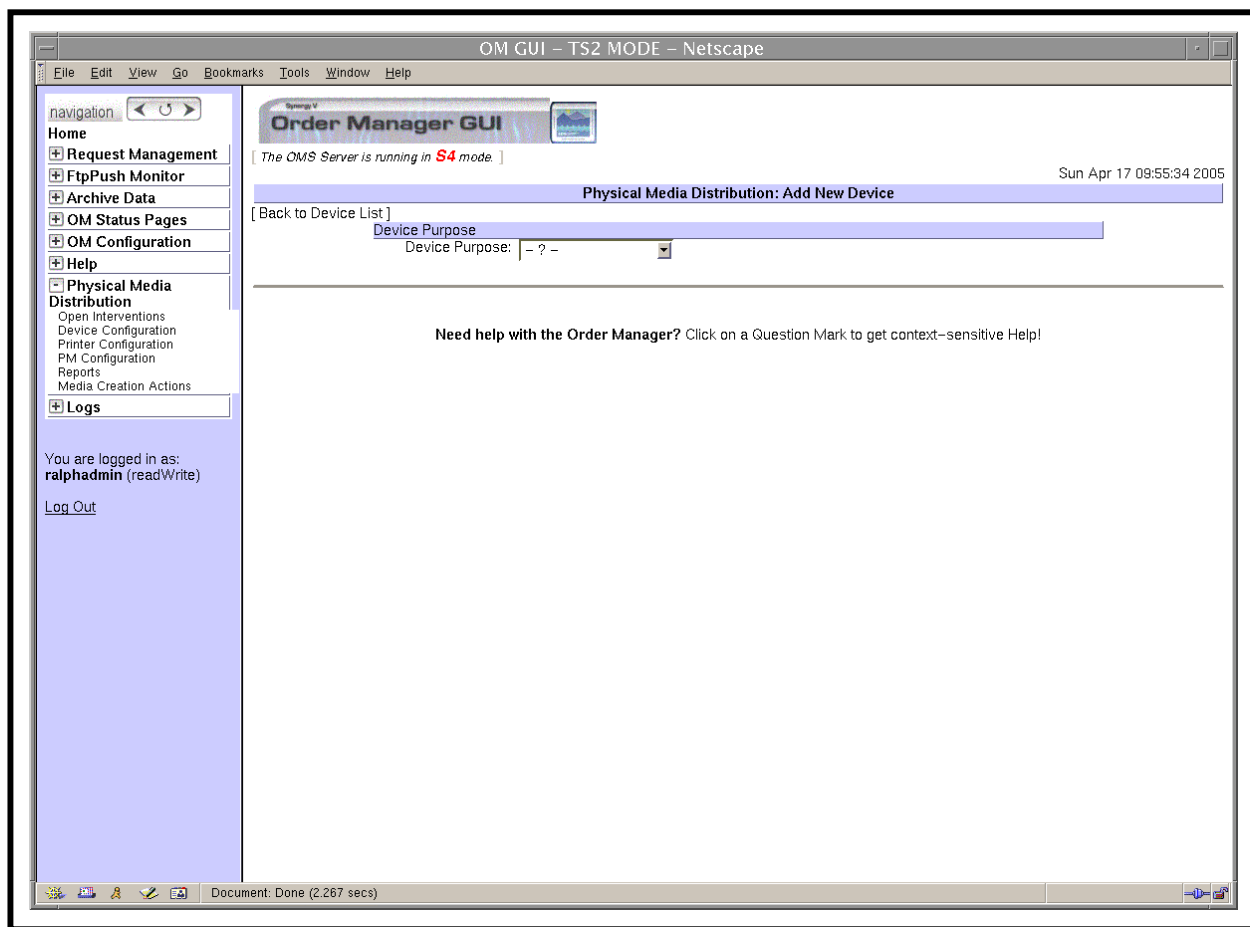 OM GUI – TS2 MODE – Netscape
File Edit View Go Bookmarks Tools Window Help
navigation
Home
Request Management
FtpPush Monitor
Archive Data
OM Status Pages
OM Configuration
Help
Physical Media
Distribution
Open Interventions
Device Configuration
Printer Configuration
PM Configuration
Reports
Media Creation Actions
Logs
You are logged in as:
ralphadmin (readWrite)
Log Out
Synergy V
Order Manager GUI
[ The OMS Server is running in S4 mode. ]
Sun Apr 17 09:55:34 2005
Physical Media Distribution: Add New Device
[ Back to Device List ]
Device Purpose
Device Purpose: – ? –
Need help with the Order Manager? Click on a Question Mark to get context–sensitive Help!
Document: Done (2.267 secs)